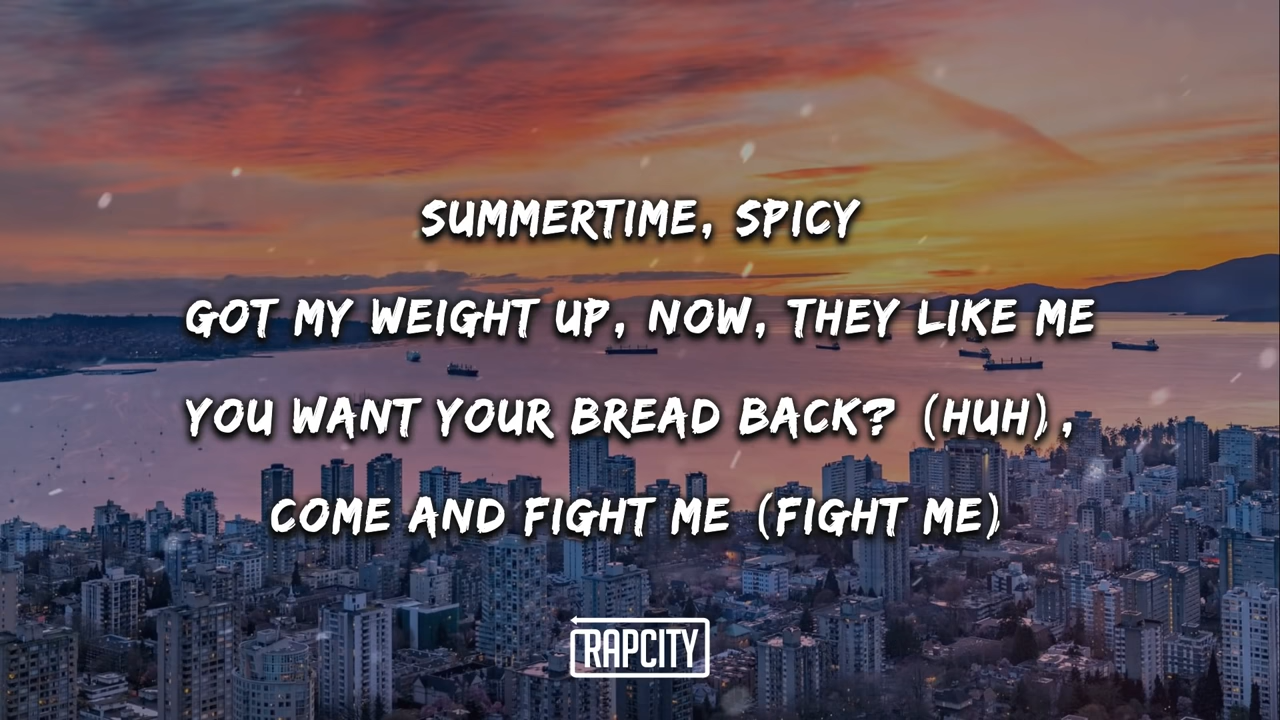 SUMMERTIME, SPICY
GOT MY WEIGHT UP, NOW, THEY LIKE ME
YOU WANT YOUR BREAD BACK? (HUH),
COME AND FIGHT ME (FIGHT ME)
RAPCITY